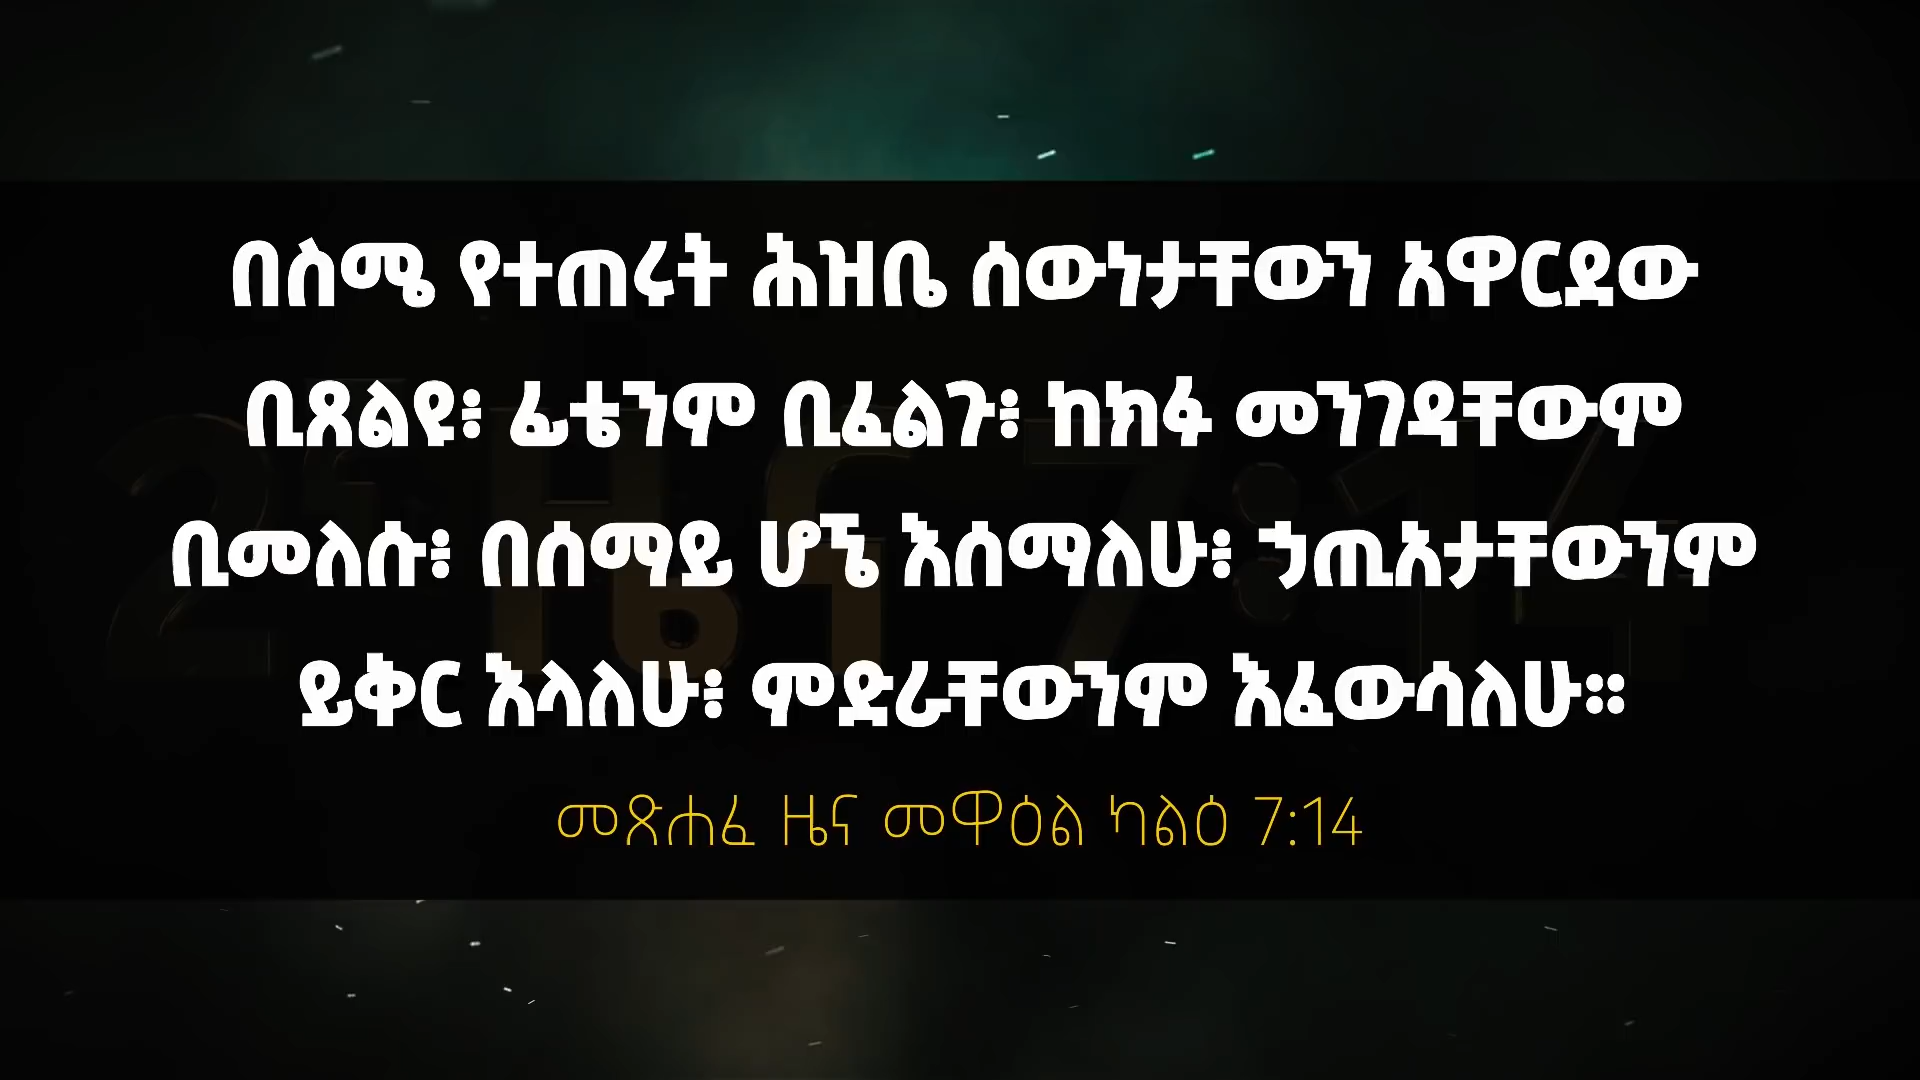 በስሜ የተጠሩት ሕዝቤ ሰውነታቸውን አዋርደው
ቢጸልዩ፥ ፊቴንም ቢፈልጉ፥ ከክፉ መንገዳቸውም
ቢመለሱ፥ በሰማይ ሆኜ እሰማለሁ፥ ኃጢአታቸውንም
ይቅር እላለሁ፥ ምድራቸውንም እፈውሳለሁ።
መጽሐፈ ዜና መዋዕል ካልዕ 7:14